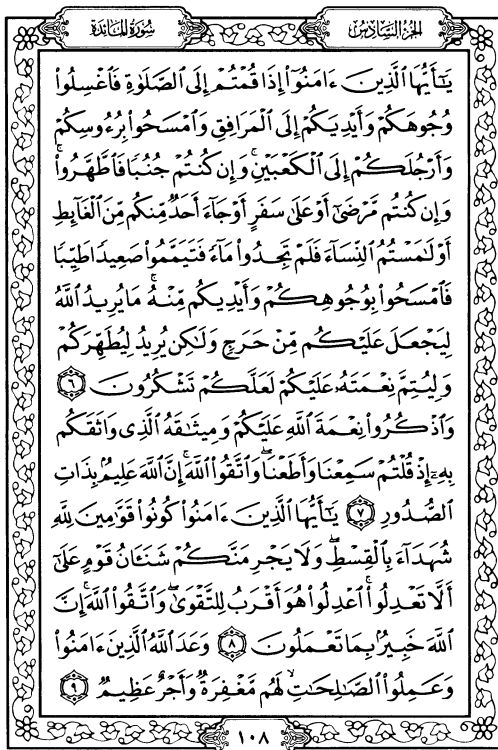 الجزء السادس
سورة المائدة
يَٰٓأَيُّهَا ٱلَّذِينَ ءَامَنُوٓا۟ إِذَا قُمْتُمْ إِلَى ٱلصَّلَوٰةِ فَٱغْسِلُوا۟
وُجُوهَكُمْ وَأَيْدِيَكُمْ إِلَى ٱلْمَرَافِقِ وَٱمْسَحُوا۟ بِرُءُوسِكُمْ
وَأَرْجُلَكُمْ إِلَى ٱلْكَعْبَيْنِ ۚ وَإِن كُنتُمْ جُنُبًا فَٱطَّهَّرُوا۟ ۚ
وَإِن كُنتُم مَّرْضَىٰٓ أَوْ عَلَىٰ سَفَرٍ أَوْ جَآءَ أَحَدٌ مِّنكُم مِّنَ ٱلْغَآئِطِ
أَوْ لَٰمَسْتُمُ ٱلنِّسَآءَ فَلَمْ تَجِدُوا۟ مَآءً فَتَيَمَّمُوا۟ صَعِيدًا طَيِّبًا
فَٱمْسَحُوا۟ بِوُجُوهِكُمْ وَأَيْدِيكُم مِّنْهُ ۚ مَا يُرِيدُ ٱللَّهُ
لِيَجْعَلَ عَلَيْكُم مِّنْ حَرَجٍ وَلَٰكِن يُرِيدُ لِيُطَهِّرَكُمْ
وَلِيُتِمَّ نِعْمَتَهُۥ عَلَيْكُمْ لَعَلَّكُمْ تَشْكُرُونَ ٦
وَٱذْكُرُوا۟ نِعْمَةَ ٱللَّهِ عَلَيْكُمْ وَمِيثَٰقَهُ ٱلَّذِى وَاثَقَكُم
بِهِۦٓ إِذْ قُلْتُمْ سَمِعْنَا وَأَطَعْنَا ۖ وَٱتَّقُوا۟ ٱللَّهَ ۚ إِنَّ ٱللَّهَ عَلِيمٌۢ بِذَاتِ
ٱلصُّدُورِ ٧ يَٰٓأَيُّهَا ٱلَّذِينَ ءَامَنُوا۟ كُونُوا۟ قَوَّٰمِينَ لِلَّهِ
شُهَدَآءَ بِٱلْقِسْطِ ۖ وَلَا يَجْرِمَنَّكُمْ شَنَـَٔانُ قَوْمٍ عَلَىٰٓ
أَلَّا تَعْدِلُوا۟ ۚ ٱعْدِلُوا۟ هُوَ أَقْرَبُ لِلتَّقْوَىٰ ۖ وَٱتَّقُوا۟ ٱللَّهَ ۚ إِنَّ
ٱللَّهَ خَبِيرٌۢ بِمَا تَعْمَلُونَ ٨ وَعَدَ ٱللَّهُ ٱلَّذِينَ ءَامَنُوا۟
وَعَمِلُوا۟ ٱلصَّٰلِحَٰتِ ۙ لَهُم مَّغْفِرَةٌ وَأَجْرٌ عَظِيمٌ ٩
١٠٨